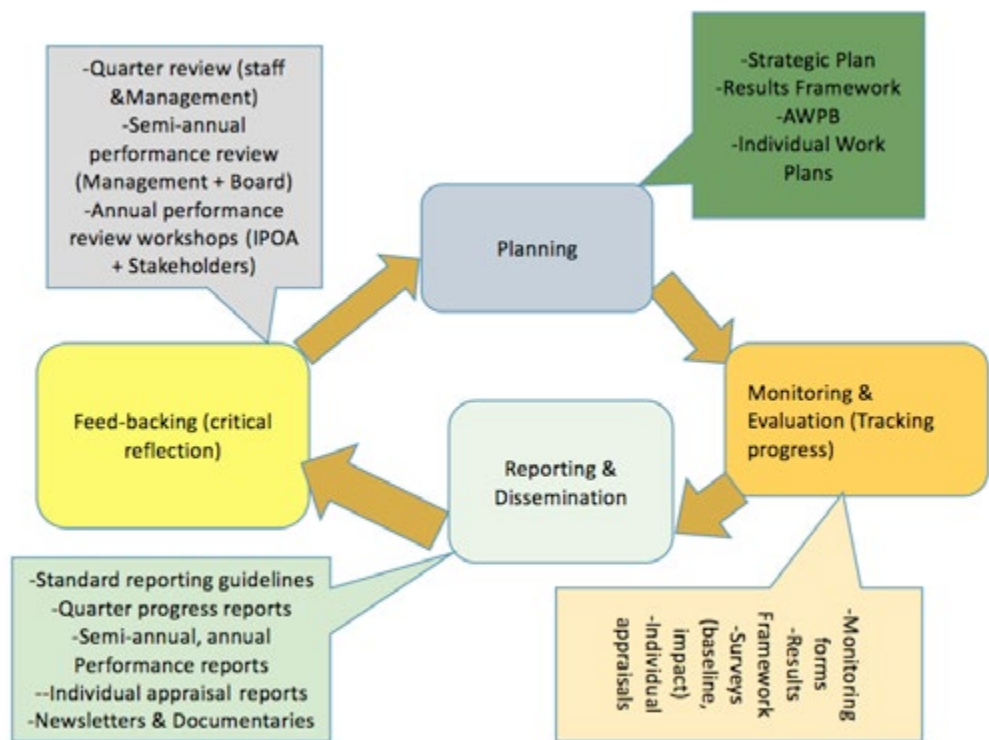 -Quarter review (staff
&Management)
-Semi-annual
performance review
(Management + Board)
-Annual performance
review workshops (IPOA
+ Stakeholders)
-Strategic Plan
-Results Framework
-AWPB
-Individual Work
Plans
Planning
Feed-backing (critical
reflection)
Reporting &
Dissemination
Monitoring &
Evaluation (Tracking
progress)
-Standard reporting guidelines
-Quarter progress reports
-Semi-annual, annual
Performance reports
--Individual appraisal reports
-Newsletters & Documentaries
-Monitoring
forms
-Results
Framework
-Surveys
(baseline,
impact)
-Individual
appraisals